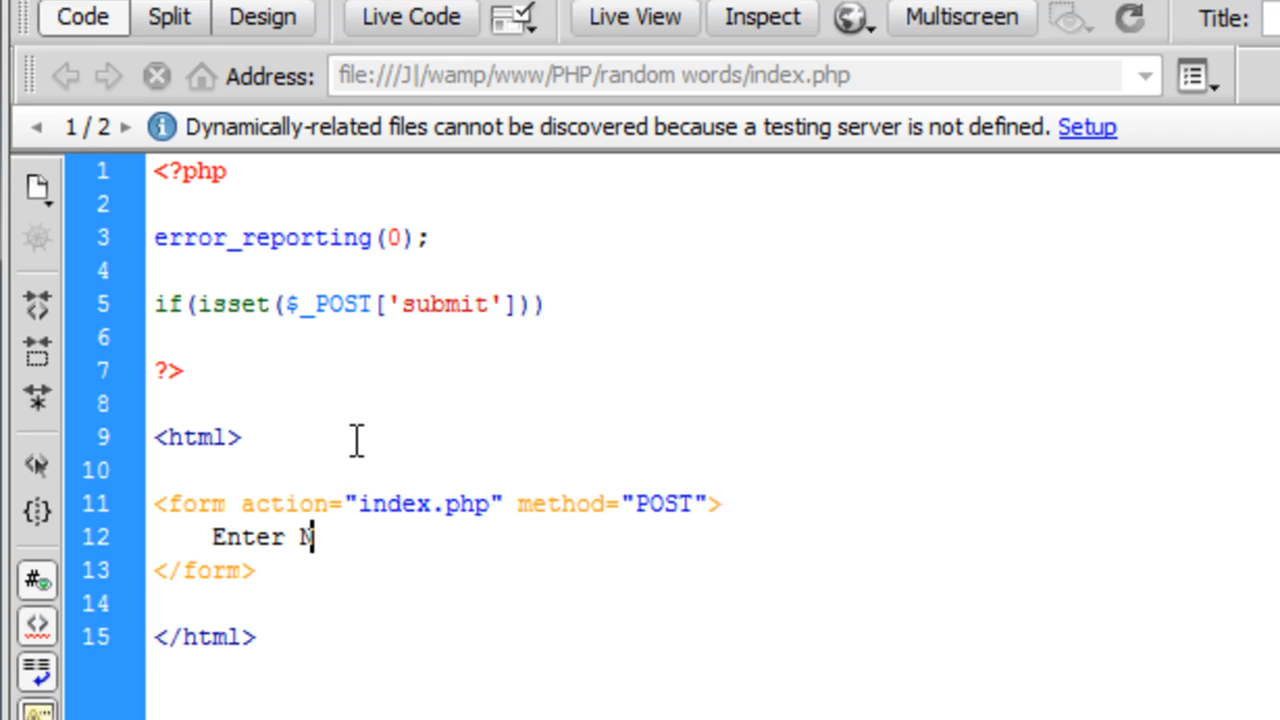 Code Split Design Live Code Live View Inspect Multiscreen Title:
Address: file:///J|/wamp/www/PHP/random words/index.php
1 / 2 Dynamically-related files cannot be discovered because a testing server is not defined. Setup
1 <?php
2
3 error_reporting(0);
4
5 if(isset($_POST['submit']))
6
7 ?>
8
9 <html>
10
11 <form action="index.php" method="POST">
12 Enter N
13 </form>
14
15 </html>